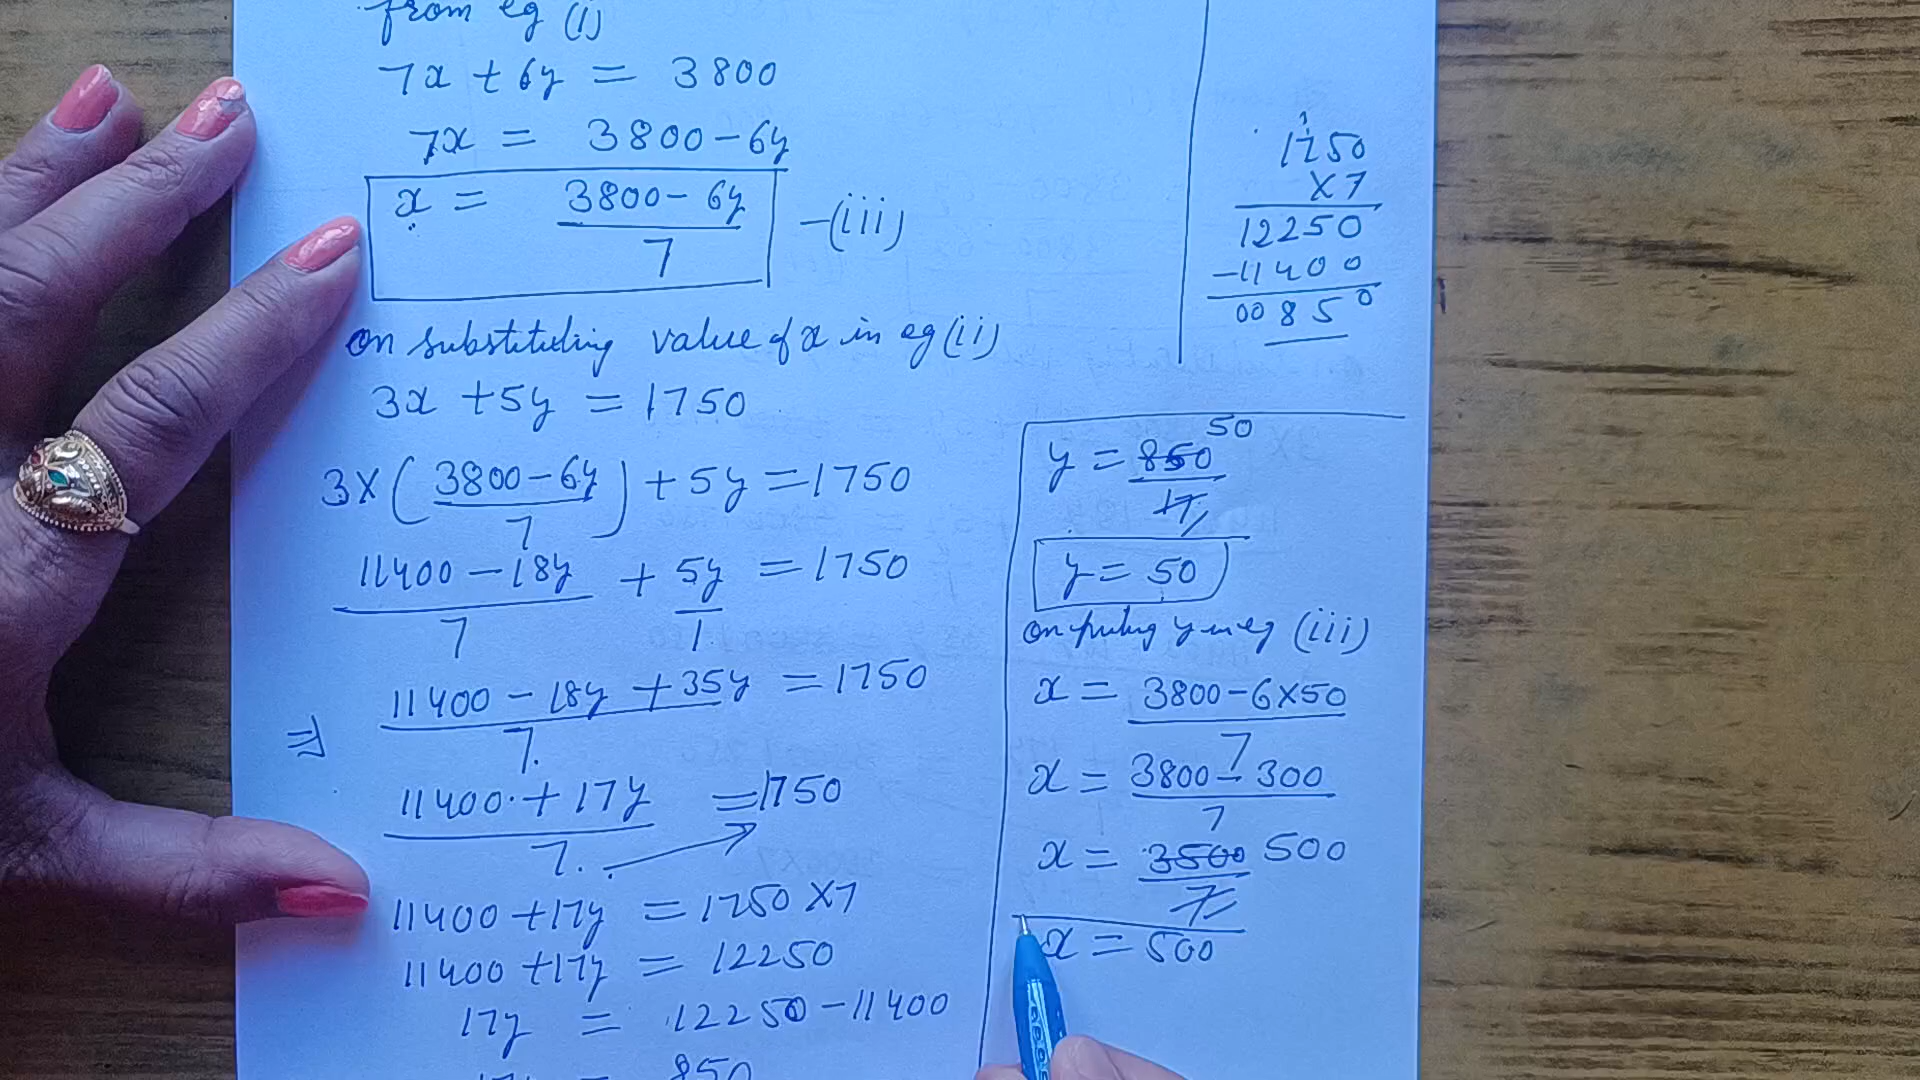 from eq (i)
7x + 6y = 3800
7x = 3800 - 6y
x = 3800 - 6y
7
-(iii)
on substituting value of x in eq (ii)
3x + 5y = 1750
3 × ( 3800 - 6y ) + 5y = 1750
7
11400 - 18y + 5y = 1750
7 1
⇒ 11400 - 18y + 35y = 1750
7
11400 + 17y = 1750
7
11400 + 17y = 1750 × 7
11400 + 17y = 12250
17y = 12250 - 11400
850
1750
× 7
12250
- 11400
00850
y = 850 50
17
y = 50
on puting y in eq (iii)
x = 3800 - 6 × 50
7
x = 3800 - 300
7
x = 3500 500
7
x = 500